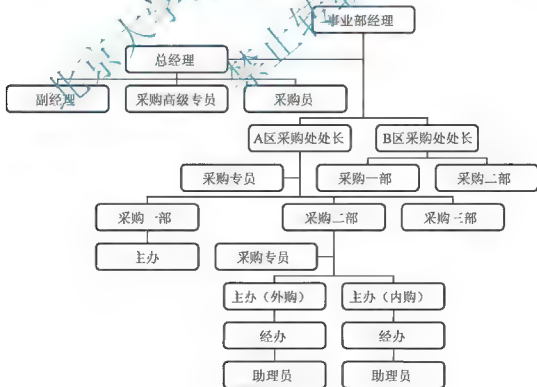 事业部经理
总经理
副经理 采购高级专员 采购员
A区采购处处长 B区采购处处长
采购专员 采购一部 采购二部
采购一部 采购二部 采购三部
主办 采购专员
主办（外购） 主办（内购）
经办 经办
助理员 助理员